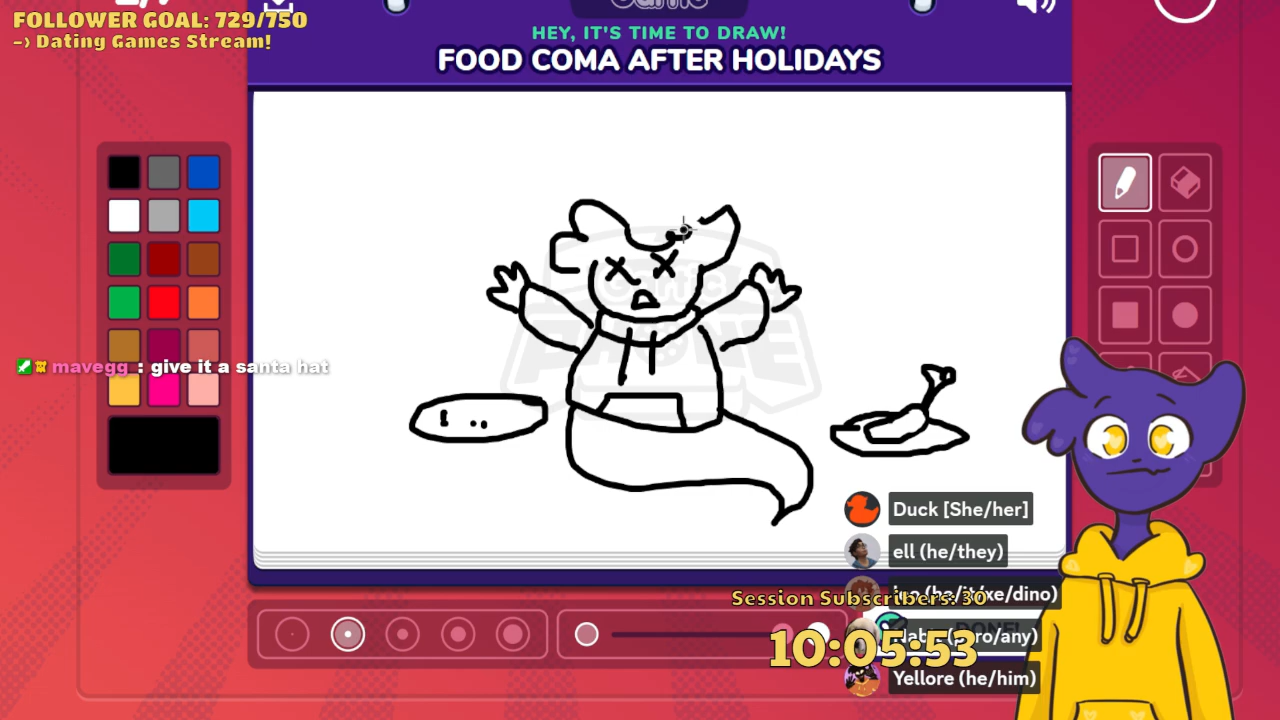 FOLLOWER GOAL: 729/750
-> Dating Games Stream!
HEY, IT'S TIME TO DRAW!
FOOD COMA AFTER HOLIDAYS
mavegg : give it a santa hat
Duck [She/her]
ell (he/they)
Session Subscribers: 30
10:05:53
Yellore (he/him)